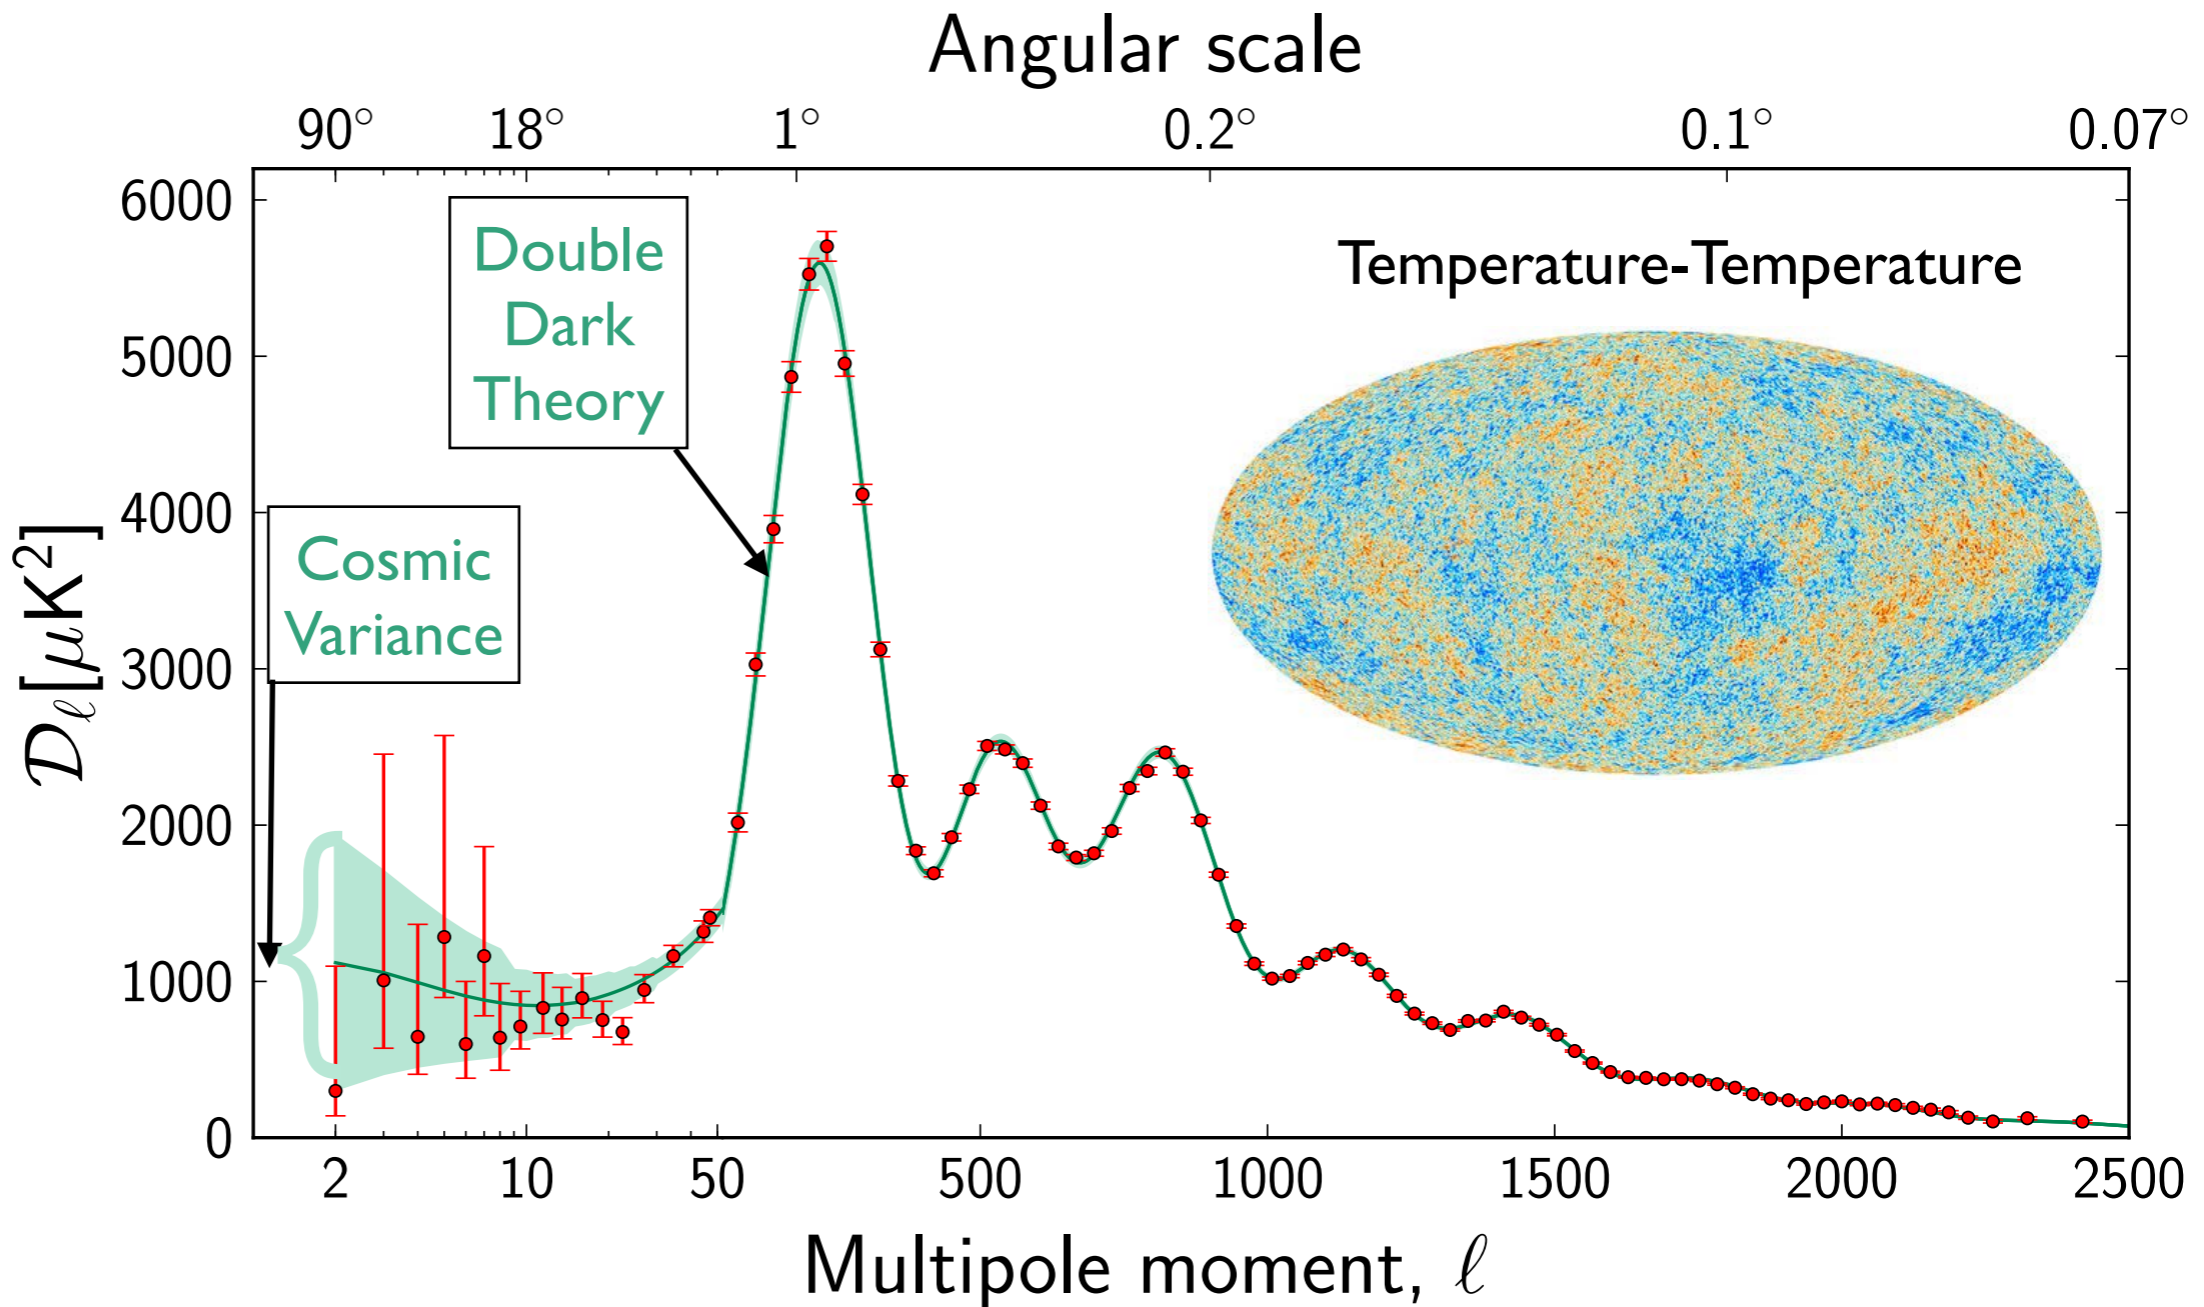 Angular scale
90° 18° 1° 0.2° 0.1° 0.07°
6000
5000
4000
3000
2000
1000
0
𝒟ℓ[μK²]
Double
Dark
Theory
Cosmic
Variance
Temperature-Temperature
2 10 50 500 1000 1500 2000 2500
Multipole moment, ℓ